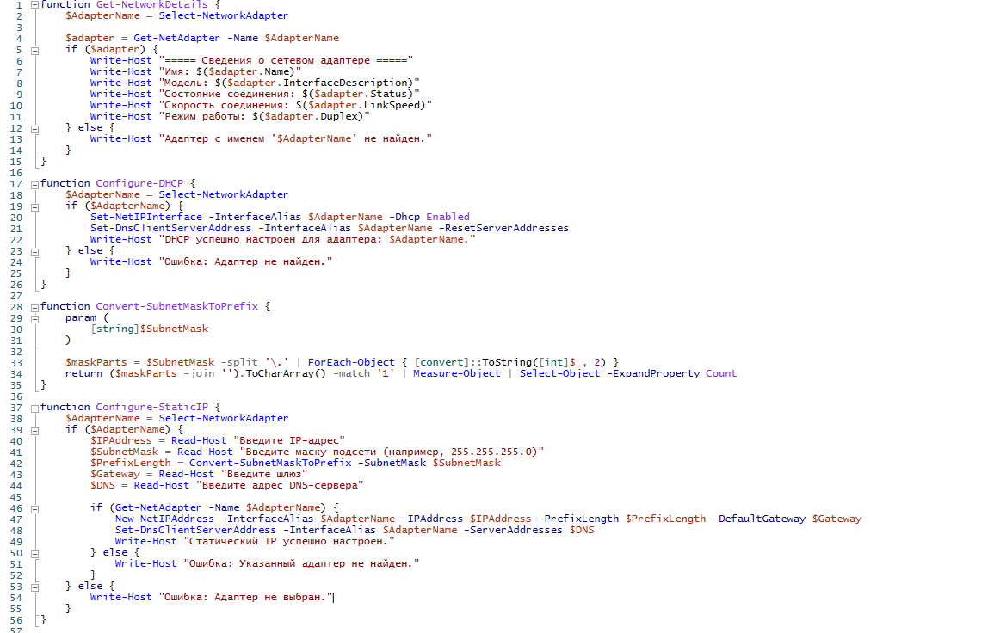 1 function Get-NetworkDetails {
2 $AdapterName = Select-NetworkAdapter
3
4 $adapter = Get-NetAdapter -Name $AdapterName
5 if ($adapter) {
6 Write-Host "===== Сведения о сетевом адаптере ====="
7 Write-Host "Имя: $($adapter.Name)"
8 Write-Host "Модель: $($adapter.InterfaceDescription)"
9 Write-Host "Состояние соединения: $($adapter.Status)"
10 Write-Host "Скорость соединения: $($adapter.LinkSpeed)"
11 Write-Host "Режим работы: $($adapter.Duplex)"
12 } else {
13 Write-Host "Адаптер с именем '$AdapterName' не найден."
14 }
15 }
16
17 function Configure-DHCP {
18 $AdapterName = Select-NetworkAdapter
19 if ($AdapterName) {
20 Set-NetIPInterface -InterfaceAlias $AdapterName -Dhcp Enabled
21 Set-DnsClientServerAddress -InterfaceAlias $AdapterName -ResetServerAddresses
22 Write-Host "DHCP успешно настроен для адаптера: $AdapterName."
23 } else {
24 Write-Host "Ошибка: Адаптер не найден."
25 }
26 }
27
28 function Convert-SubnetMaskToPrefix {
29 param (
30 [string]$SubnetMask
31 )
32
33 $maskParts = $SubnetMask -split '\.' | ForEach-Object { [convert]::ToString([int]$_, 2) }
34 return ($maskParts -join '').ToCharArray() -match '1' | Measure-Object | Select-Object -ExpandProperty Count
35 }
36
37 function Configure-StaticIP {
38 $AdapterName = Select-NetworkAdapter
39 if ($AdapterName) {
40 $IPAddress = Read-Host "Введите IP-адрес"
41 $SubnetMask = Read-Host "Введите маску подсети (например, 255.255.255.0)"
42 $PrefixLength = Convert-SubnetMaskToPrefix -SubnetMask $SubnetMask
43 $Gateway = Read-Host "Введите шлюз"
44 $DNS = Read-Host "Введите адрес DNS-сервера"
45
46 if (Get-NetAdapter -Name $AdapterName) {
47 New-NetIPAddress -InterfaceAlias $AdapterName -IPAddress $IPAddress -PrefixLength $PrefixLength -DefaultGateway $Gateway
48 Set-DnsClientServerAddress -InterfaceAlias $AdapterName -ServerAddresses $DNS
49 Write-Host "Статический IP успешно настроен."
50 } else {
51 Write-Host "Ошибка: Указанный адаптер не найден."
52 }
53 } else {
54 Write-Host "Ошибка: Адаптер не выбран."
55 }
56 }
57